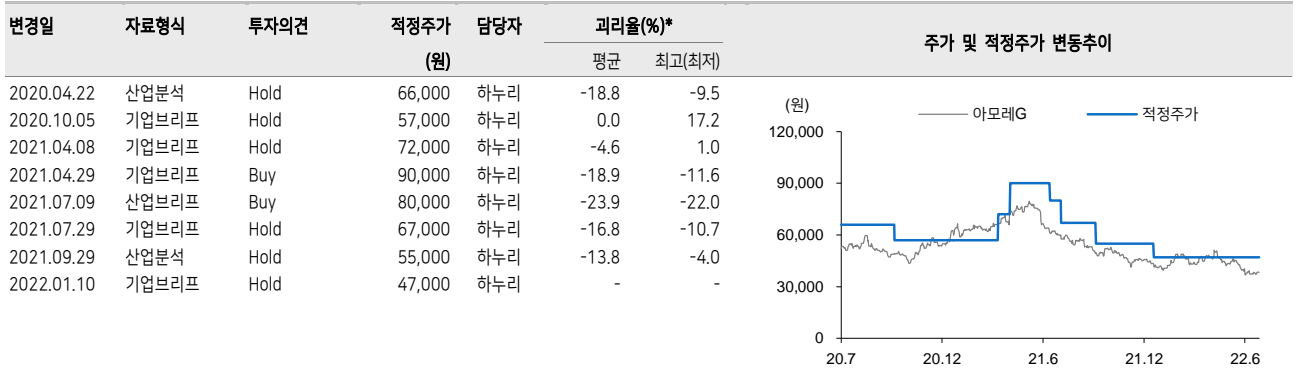 변경일 자료형식 투자의견 적정주가 담당자 괴리율(%)* 주가 및 적정주가 변동추이
(원) 평균 최고(최저)
2020.04.22 산업분석 Hold 66,000 하누리 -18.8 -9.5
2020.10.05 기업브리프 Hold 57,000 하누리 0.0 17.2
2021.04.08 기업브리프 Hold 72,000 하누리 -4.6 1.0
2021.04.29 기업브리프 Buy 90,000 하누리 -18.9 -11.6
2021.07.09 산업분석 Buy 80,000 하누리 -23.9 -22.0
2021.07.29 기업브리프 Hold 67,000 하누리 -16.8 -10.7
2021.09.29 산업분석 Hold 55,000 하누리 -13.8 -4.0
2022.01.10 기업브리프 Hold 47,000 하누리 - -
(원) 아모레G 적정주가
120,000
90,000
60,000
30,000
0
20.7 20.12 21.6 21.12 22.6